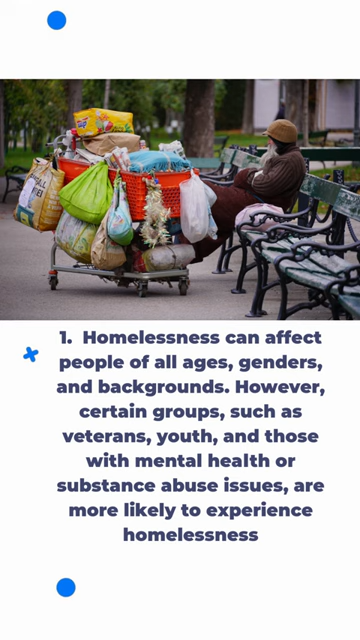 1. Homelessness can affect
people of all ages, genders,
and backgrounds. However,
certain groups, such as
veterans, youth, and those
with mental health or
substance abuse issues, are
more likely to experience
homelessness